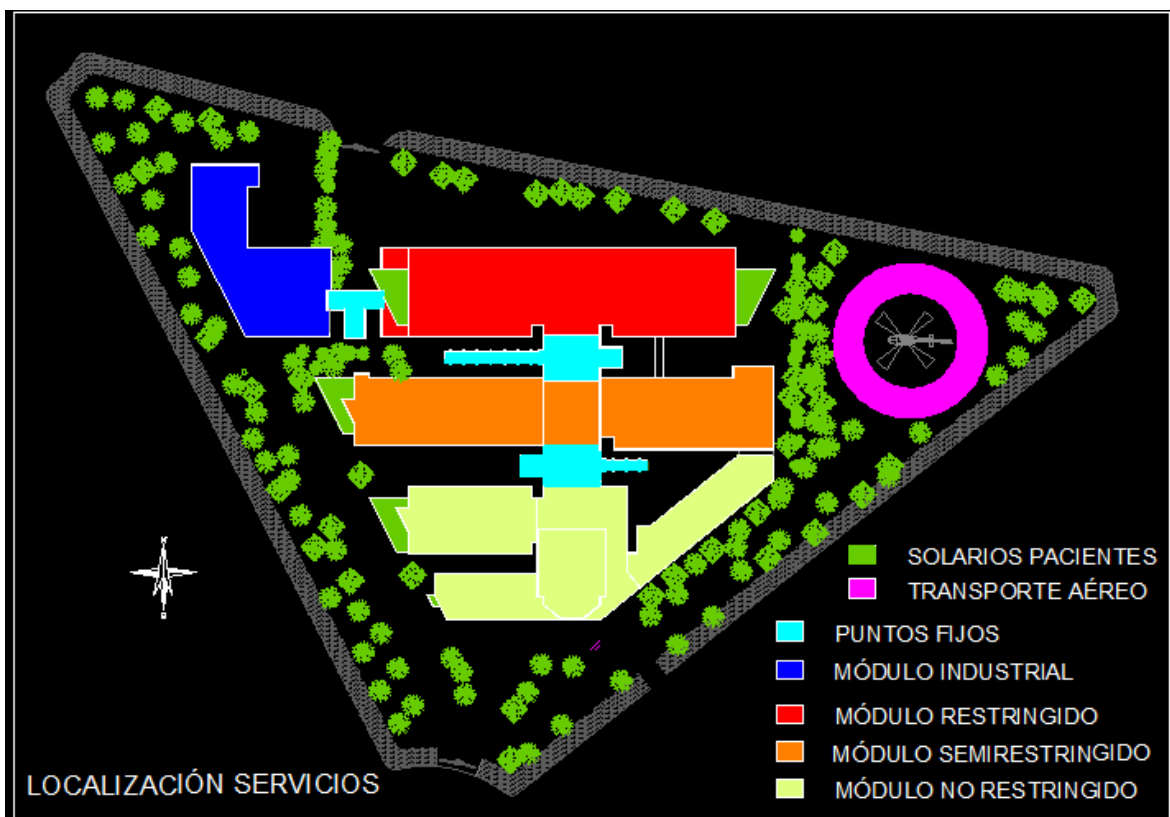 SOLARIOS PACIENTES
TRANSPORTE AÉREO
PUNTOS FIJOS
MÓDULO INDUSTRIAL
MÓDULO RESTRINGIDO
MÓDULO SEMIRESTRINGIDO
MÓDULO NO RESTRINGIDO
LOCALIZACIÓN SERVICIOS